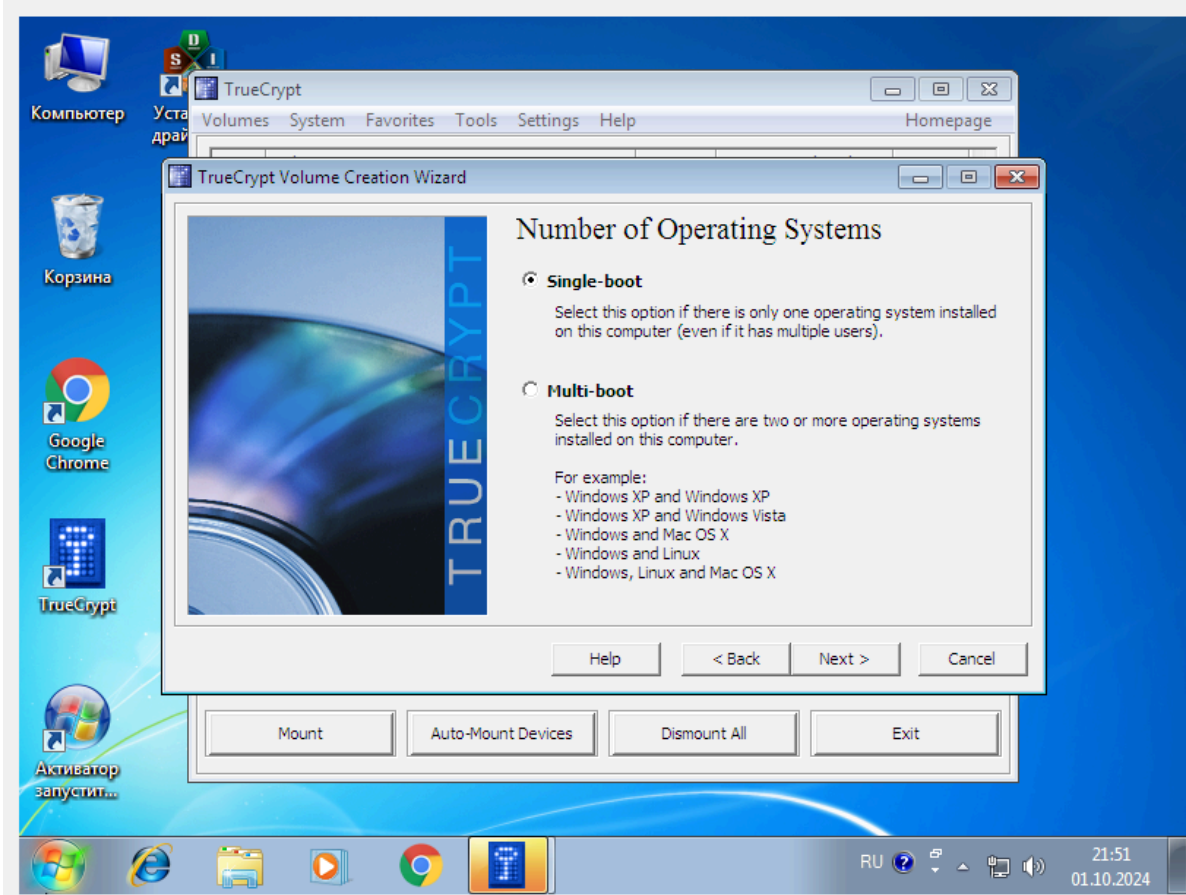 Компьютер
Уста
драй
D
S I
TrueCrypt
Volumes System Favorites Tools Settings Help Homepage
TrueCrypt Volume Creation Wizard
TRUECRYPT
Number of Operating Systems
Single-boot
Select this option if there is only one operating system installed
on this computer (even if it has multiple users).
Multi-boot
Select this option if there are two or more operating systems
installed on this computer.
For example:
- Windows XP and Windows XP
- Windows XP and Windows Vista
- Windows and Mac OS X
- Windows and Linux
- Windows, Linux and Mac OS X
Help < Back Next > Cancel
Mount Auto-Mount Devices Dismount All Exit
Корзина
Google
Chrome
TrueCrypt
Активатор
запустит...
RU
21:51
01.10.2024